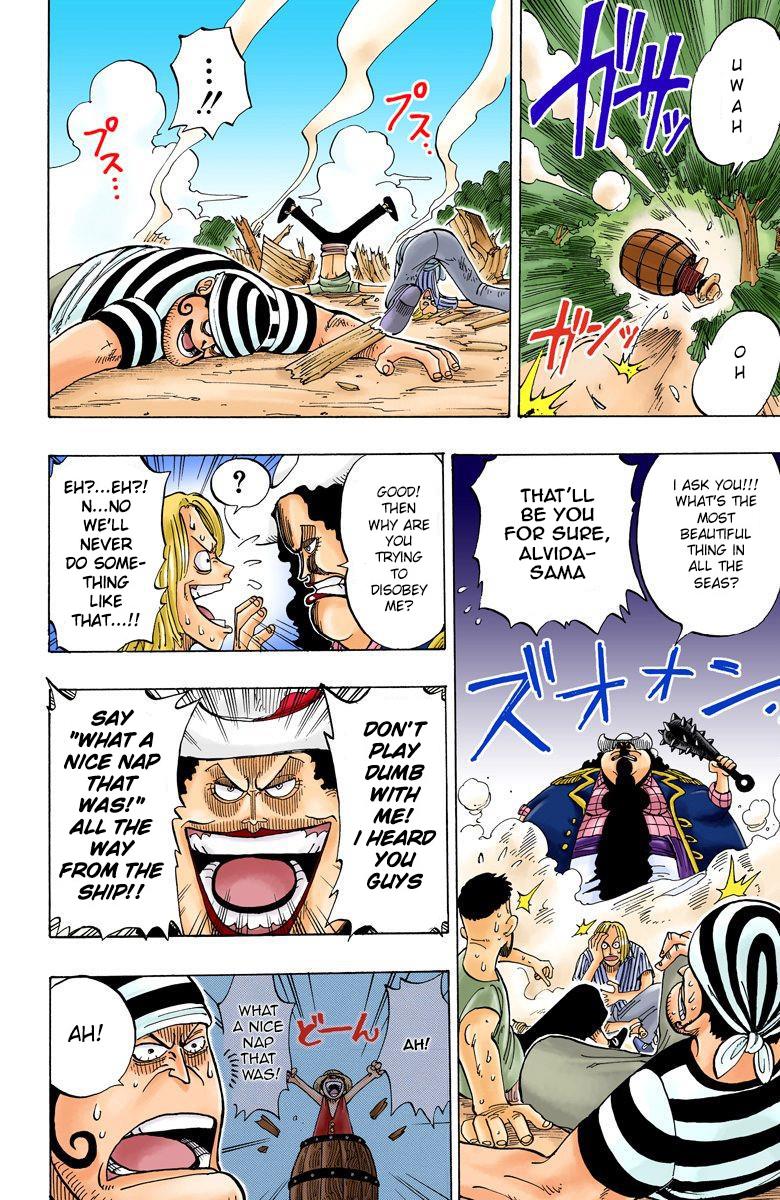 UWAH
ガサッ
ガーンッ
OH
...!!
プス...
プス...
I ASK YOU!!!
WHAT'S THE
MOST
BEAUTIFUL
THING IN
ALL THE
SEAS?
THAT'LL
BE YOU
FOR SURE,
ALVIDA-
SAMA
ズオオオン...
GOOD!
THEN
WHY ARE
YOU
TRYING
TO
DISOBEY
ME?
?
EH?...EH?!
N...NO
WE'LL
NEVER
DO SOME-
THING
LIKE
THAT...!!
DON'T
PLAY
DUMB
WITH
ME!
I HEARD
YOU
GUYS
SAY
"WHAT A
NICE NAP
THAT
WAS!"
ALL THE
WAY
FROM THE
SHIP!!
AH!
WHAT
A NICE
NAP
THAT
WAS!
どーん
AH!